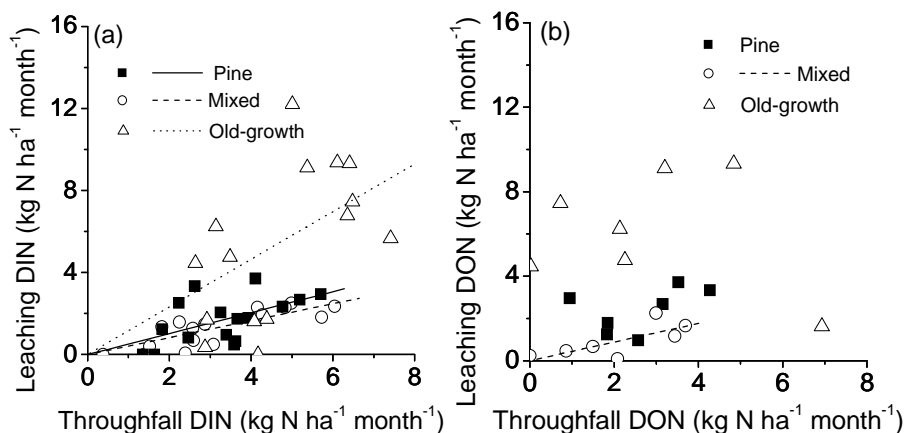 (a)
16
12
8
4
0
Leaching DIN (kg N ha⁻¹ month⁻¹)
Pine
Mixed
Old-growth
0 2 4 6 8
Throughfall DIN (kg N ha⁻¹ month⁻¹)
(b)
16
12
8
4
0
Leaching DON (kg N ha⁻¹ month⁻¹)
Pine
Mixed
Old-growth
0 2 4 6 8
Throughfall DON (kg N ha⁻¹ month⁻¹)